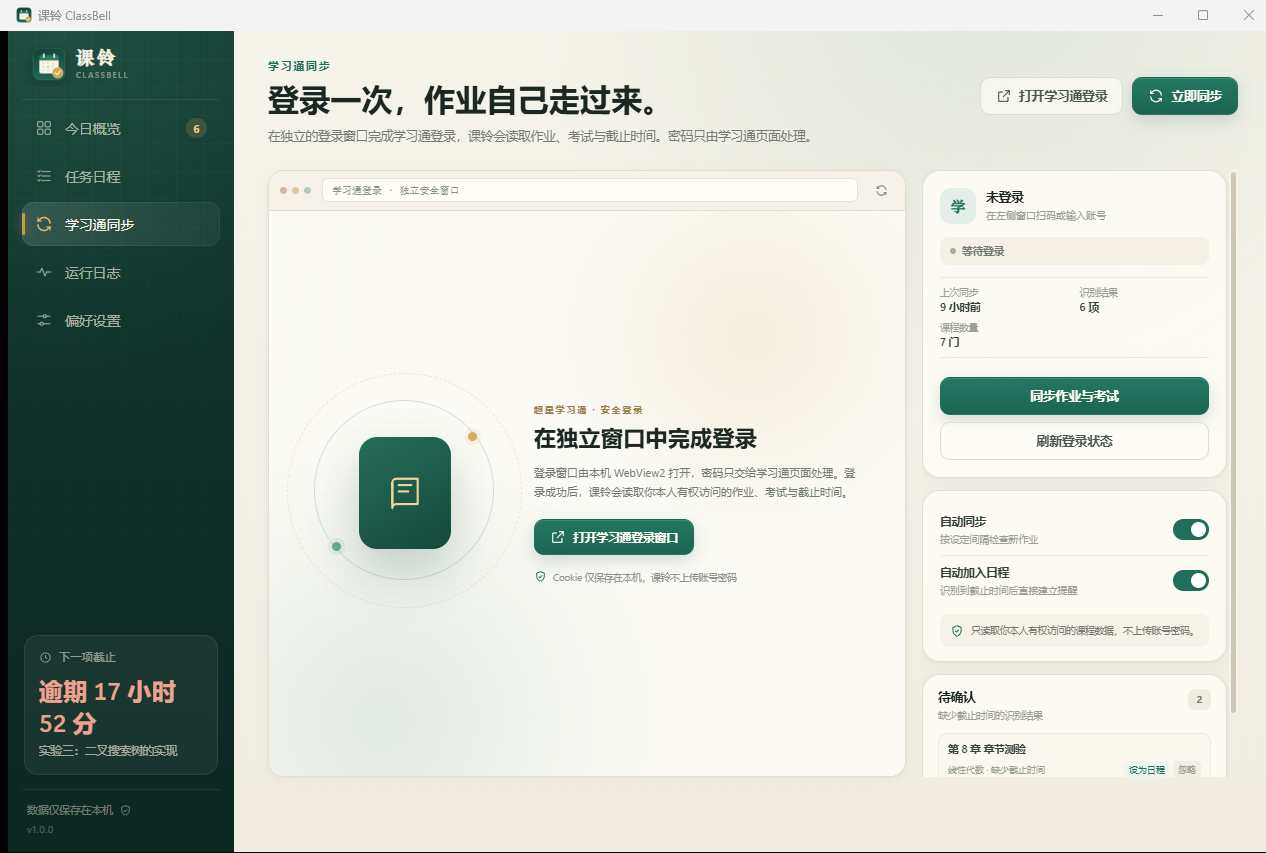 课铃 ClassBell
课铃
CLASSBELL
今日概览
6
任务日程
学习通同步
运行日志
偏好设置
下一项截止
逾期 17 小时
52 分
实验三：二叉搜索树的实现
数据仅保存在本机
v1.0.0
学习通同步
登录一次，作业自己走过来。
在独立的登录窗口完成学习通登录，课铃会读取作业、考试与截止时间。密码只由学习通页面处理。
打开学习通登录
立即同步
学习通登录 · 独立安全窗口
超星学习通 · 安全登录
在独立窗口中完成登录
登录窗口由本机 WebView2 打开，密码只交给学习通页面处理。登
录成功后，课铃会读取你本人有权访问的作业、考试与截止时间。
打开学习通登录窗口
Cookie 仅保存在本机，课铃不上传账号密码
学
未登录
在左侧窗口扫码或输入账号
等待登录
上次同步
9 小时前
识别结果
6 项
课程数量
7 门
同步作业与考试
刷新登录状态
自动同步
按设定间隔检查新作业
自动加入日程
识别到截止时间后直接建立提醒
只读取你本人有权访问的课程数据，不上传账号密码。
待确认
2
缺少截止时间的识别结果
第 8 章 章节测验
线性代数 · 缺少截止时间
设为日程
忽略